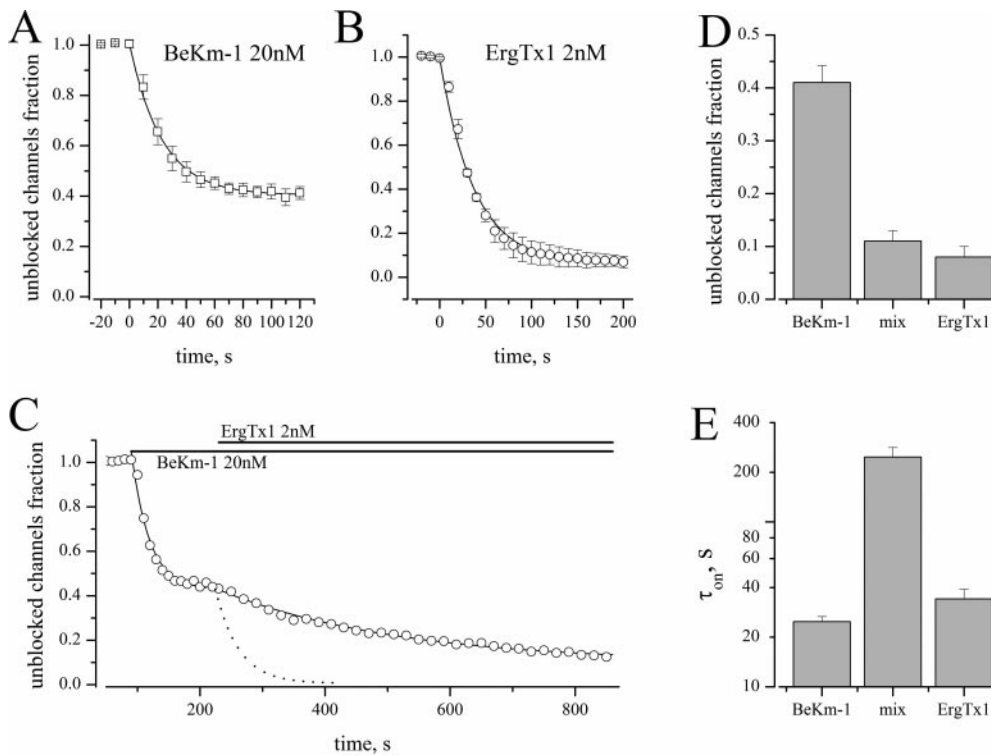 A
BeKm-1 20nM
unblocked channels fraction
1.0
0.8
0.6
0.4
0.2
0.0
-20 0 20 40 60 80 100 120
time, s
B
ErgTx1 2nM
1.0
0.8
0.6
0.4
0.2
0.0
0 50 100 150 200
time, s
D
unblocked channels fraction
0.5
0.4
0.3
0.2
0.1
0.0
BeKm-1 mix ErgTx1
C
ErgTx1 2nM
BeKm-1 20nM
unblocked channels fraction
1.0
0.8
0.6
0.4
0.2
0.0
200 400 600 800
time, s
E
τon, s
400
200
80
60
40
20
10
BeKm-1 mix ErgTx1